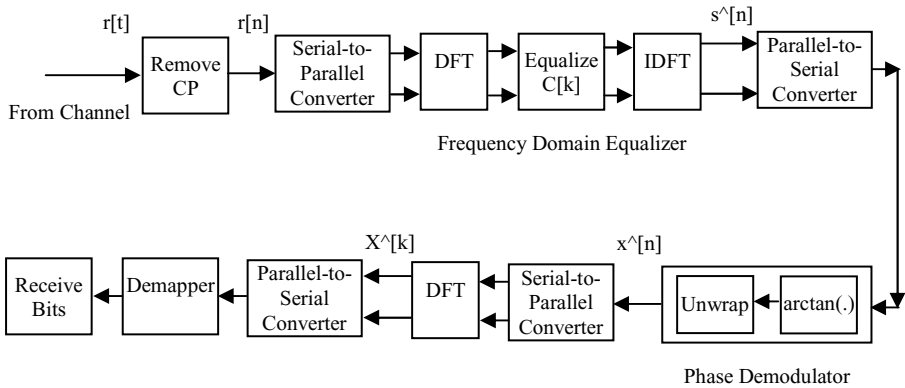 r[t]
r[n]
s^[n]
Remove
CP
Serial-to-
Parallel
Converter
DFT
Equalize
C[k]
IDFT
Parallel-to-
Serial
Converter
From Channel
Frequency Domain Equalizer
X^[k]
x^[n]
Receive
Bits
Demapper
Parallel-to-
Serial
Converter
DFT
Serial-to-
Parallel
Converter
Unwrap
arctan(.)
Phase Demodulator